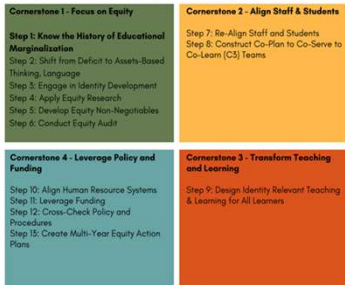 Cornerstone 1 - Focus on Equity
Step 1: Know the History of Educational
Marginalization
Step 2: Shift from Deficit to Assets-Based
Thinking, Language
Step 3: Engage in Identity Development
Step 4: Apply Equity Research
Step 5: Develop Equity Non-Negotiables
Step 6: Conduct Equity Audit
Cornerstone 2 - Align Staff & Students
Step 7: Re-Align Staff and Students
Step 8: Construct Co-Plan to Co-Serve to
Co-Learn (C3) Teams
Cornerstone 4 - Leverage Policy and
Funding
Step 10: Align Human Resource Systems
Step 11: Leverage Funding
Step 12: Cross-Check Policy and
Procedures
Step 13: Create Multi-Year Equity Action
Plans
Cornerstone 3 - Transform Teaching
and Learning
Step 9: Design Identity Relevant Teaching
& Learning for All Learners